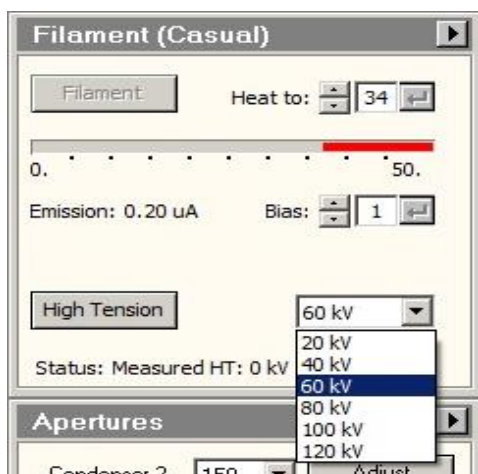 Filament (Casual)
Filament Heat to: 34
0. 50.
Emission: 0.20 uA Bias: 1
High Tension 60 kV
20 kV
Status: Measured HT: 0 kV 40 kV
60 kV
80 kV
Apertures 100 kV
120 kV
Condenser 2 150 Adjust